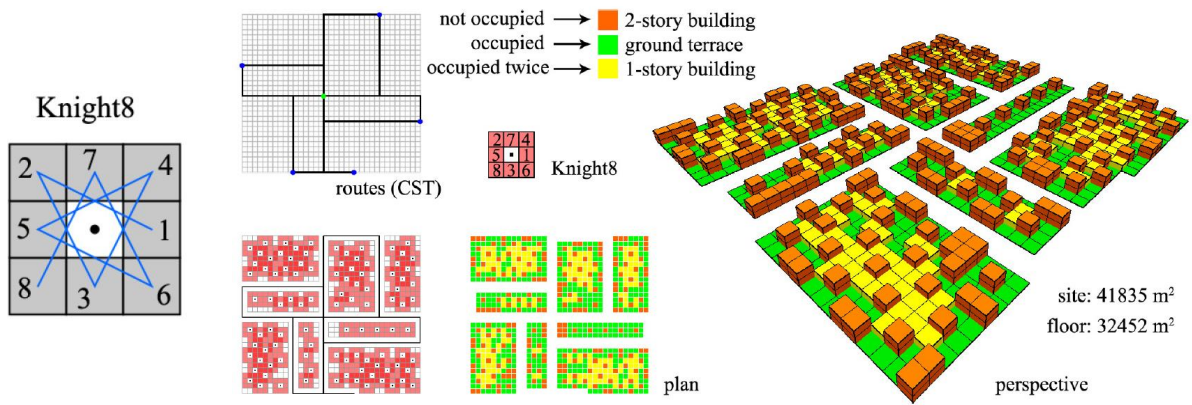 Knight8
2 7 4
5 1
8 3 6
routes (CST)
not occupied
2-story building
occupied
ground terrace
occupied twice
1-story building
2 7 4
5 1
8 3 6
Knight8
plan
site: 41835 m²
floor: 32452 m²
perspective